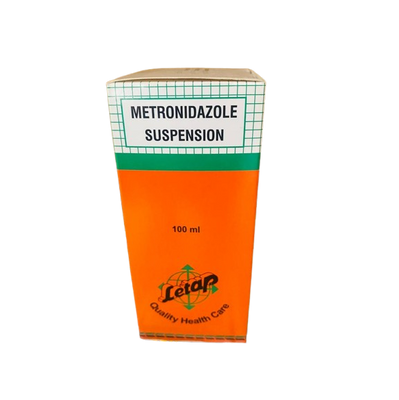 METRONIDAZOLE
SUSPENSION
100 ml
Letap
Quality Health Care